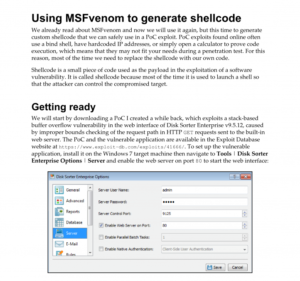 Using MSFvenom to generate shellcode
We already read about MSFvenom and now we will use it again, but this time to generate
custom shellcode that we can safely use in a PoC exploit. PoC exploits found online often
use a bind shell, have hardcoded IP addresses, or simply open a calculator to prove code
execution, which means that they may not fit your needs during a penetration test. For this
reason, most of the time we need to replace the shellcode with our own code.
Shellcode is a small piece of code used as the payload in the exploitation of a software
vulnerability. It is called shellcode because most of the time it is used to launch a shell so
that the attacker can control the compromised target.
Getting ready
We will start by downloading a PoC I created a while back, which exploits a stack-based
buffer overflow vulnerability in the web interface of Disk Sorter Enterprise v9.5.12, caused
by improper bounds checking of the request path in HTTP GET requests sent to the built-in
web server. The PoC and the vulnerable application are available in the Exploit Database
website at https://www.exploit-db.com/exploits/41666/. To set up the vulnerable
application, install it on the Windows 7 target machine then navigate to Tools | Disk Sorter
Enterprise Options | Server and enable the web server on port 80 to start the web interface:
Disk Sorter Enterprise Options
General
Advanced
Reports
Database
Server
E-Mail
Rules
Server User Name:
admin
Server Password:
Server Control Port:
9125
Enable Web Server on Port:
80
Enable Parallel Batch Tasks:
Enable Native Authentication:
Save
Cancel